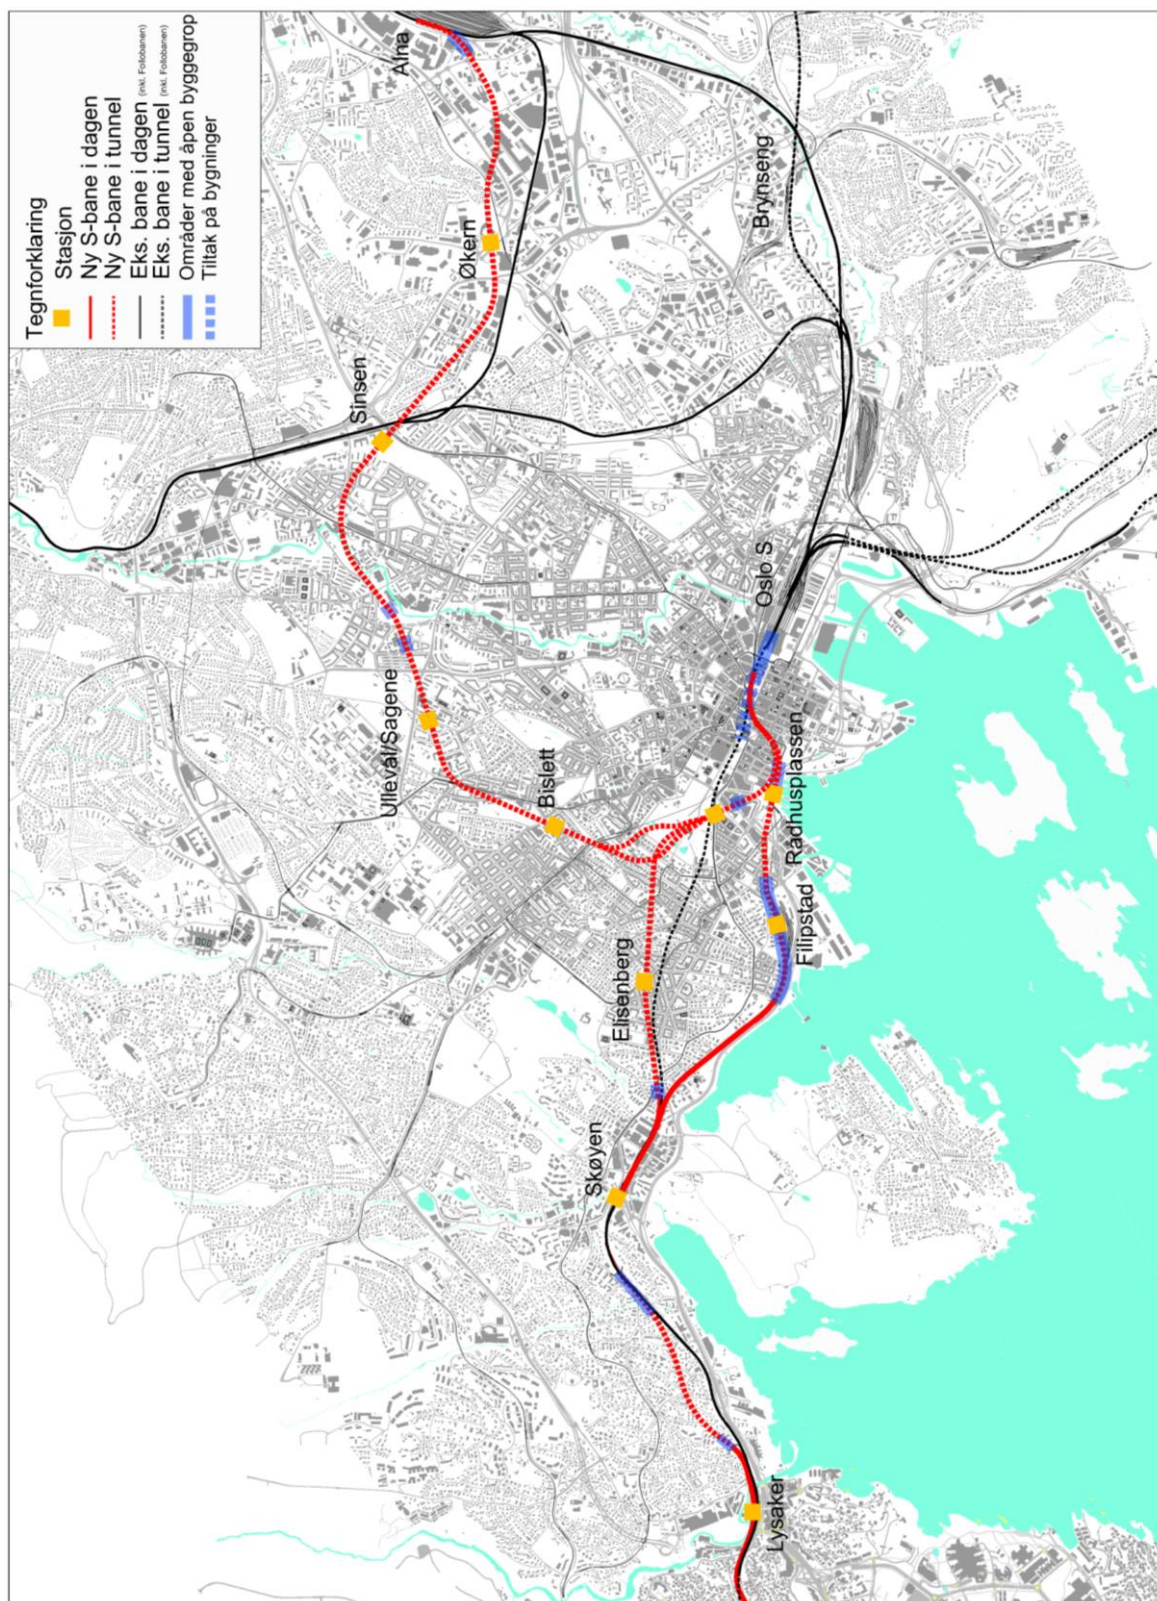 Tegnforklaring
Stasjon
Ny S-bane i dagen
Ny S-bane i tunnel
Eks. bane i dagen (inkl. Follobanen)
Eks. bane i tunnel (inkl. Follobanen)
Områder med åpen byggegrop
Tiltak på bygninger
Alna
Økern
Brynseng
Sinsen
Oslo S
Ullevål/Sagene
Bislett
Rådhusplassen
Filipstad
Elisenberg
Skøyen
Lysaker